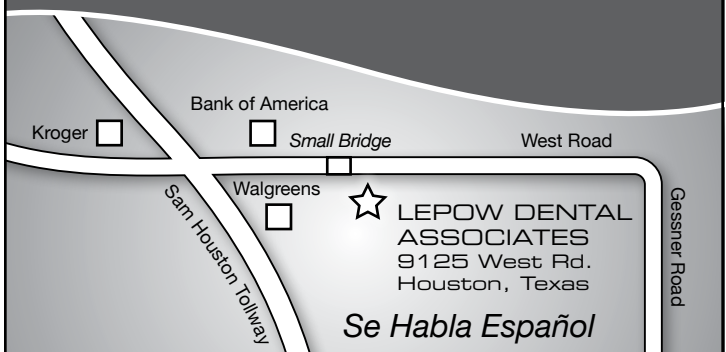 Bank of America
Kroger
Small Bridge
West Road
Walgreens
Sam Houston Tollway
Gessner Road
LEPOW DENTAL
ASSOCIATES
9125 West Rd.
Houston, Texas
Se Habla Español